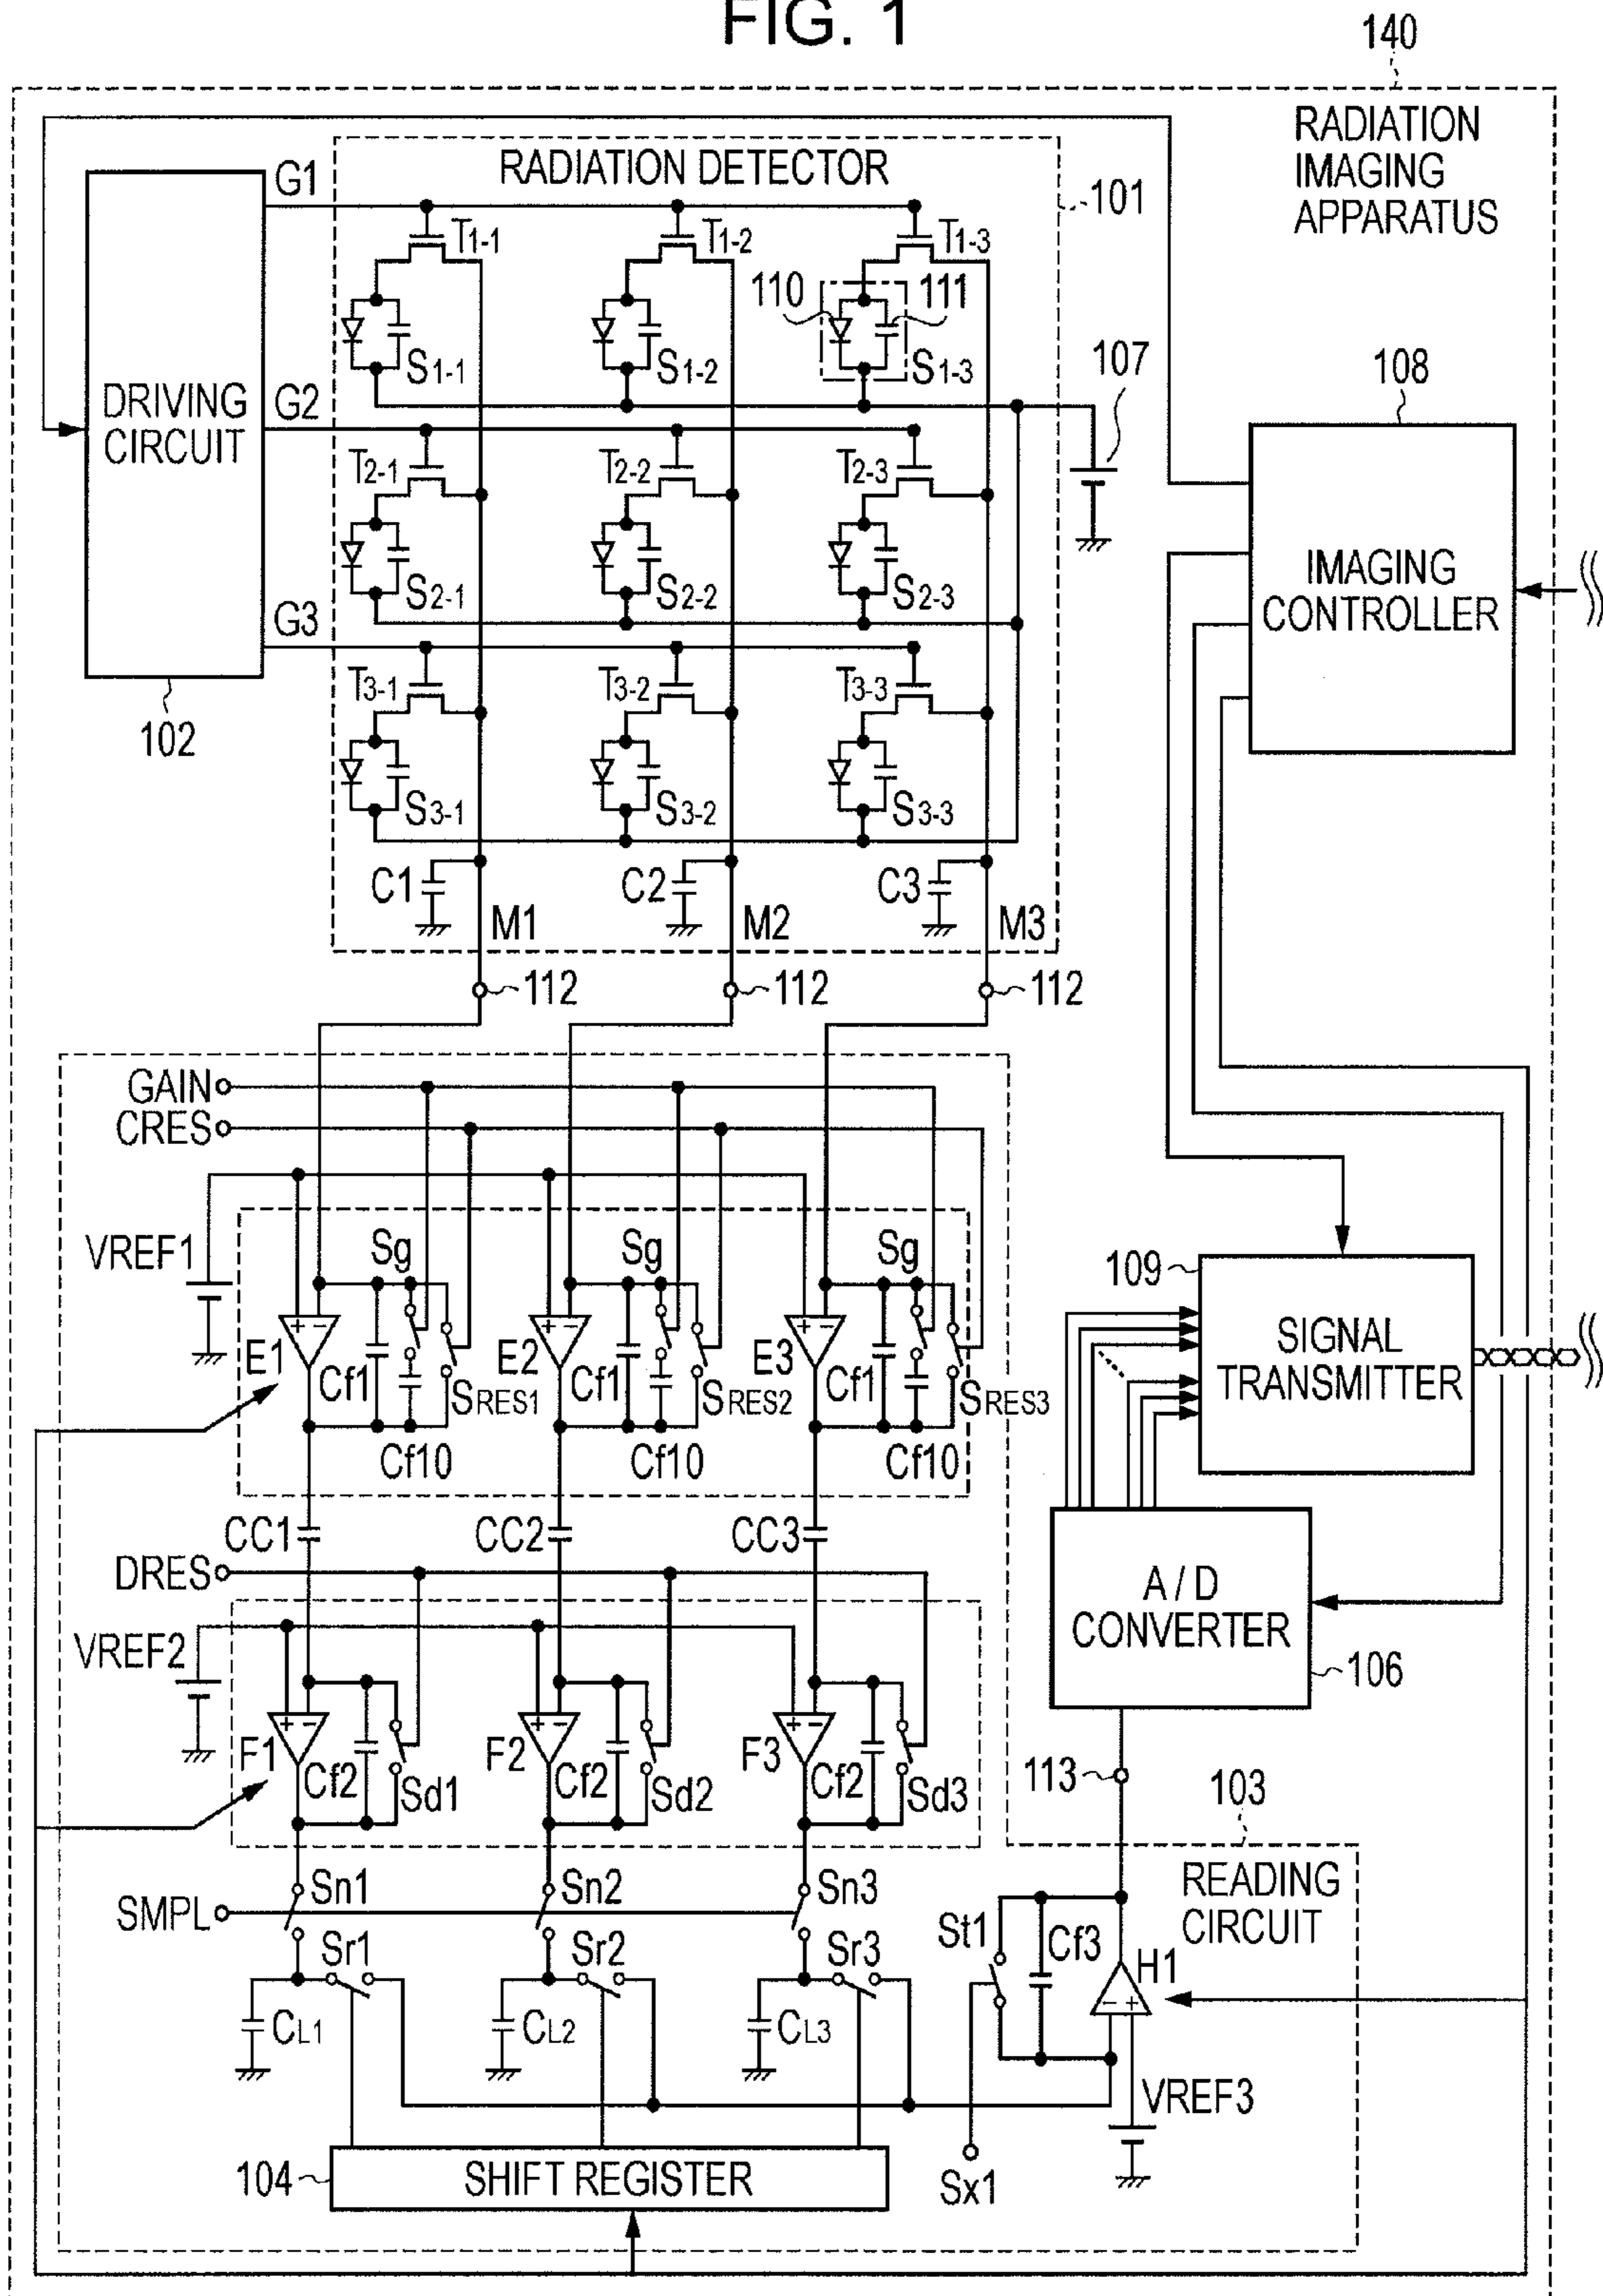 FIG. 1
140
RADIATION
IMAGING
APPARATUS
RADIATION DETECTOR
101
G1
T1-1
T1-2
T1-3
110
111
S1-1
S1-2
S1-3
107
108
DRIVING
CIRCUIT
G2
T2-1
T2-2
T2-3
S2-1
S2-2
S2-3
IMAGING
CONTROLLER
G3
T3-1
T3-2
T3-3
102
S3-1
S3-2
S3-3
C1
C2
C3
M1
M2
M3
112
112
112
GAIN
CRES
VREF1
Sg
Sg
Sg
+ −
+ −
+ −
E1
E2
E3
Cf1
Cf1
Cf1
SRES1
SRES2
SRES3
Cf10
Cf10
Cf10
109
SIGNAL
TRANSMITTER
CC1
CC2
CC3
DRES
A / D
CONVERTER
106
VREF2
+ −
+ −
+ −
F1
F2
F3
Cf2
Cf2
Cf2
Sd1
Sd2
Sd3
113
103
READING
CIRCUIT
SMPL
Sn1
Sn2
Sn3
Sr1
Sr2
Sr3
St1
Cf3
H1
− +
CL1
CL2
CL3
VREF3
104
SHIFT REGISTER
Sx1